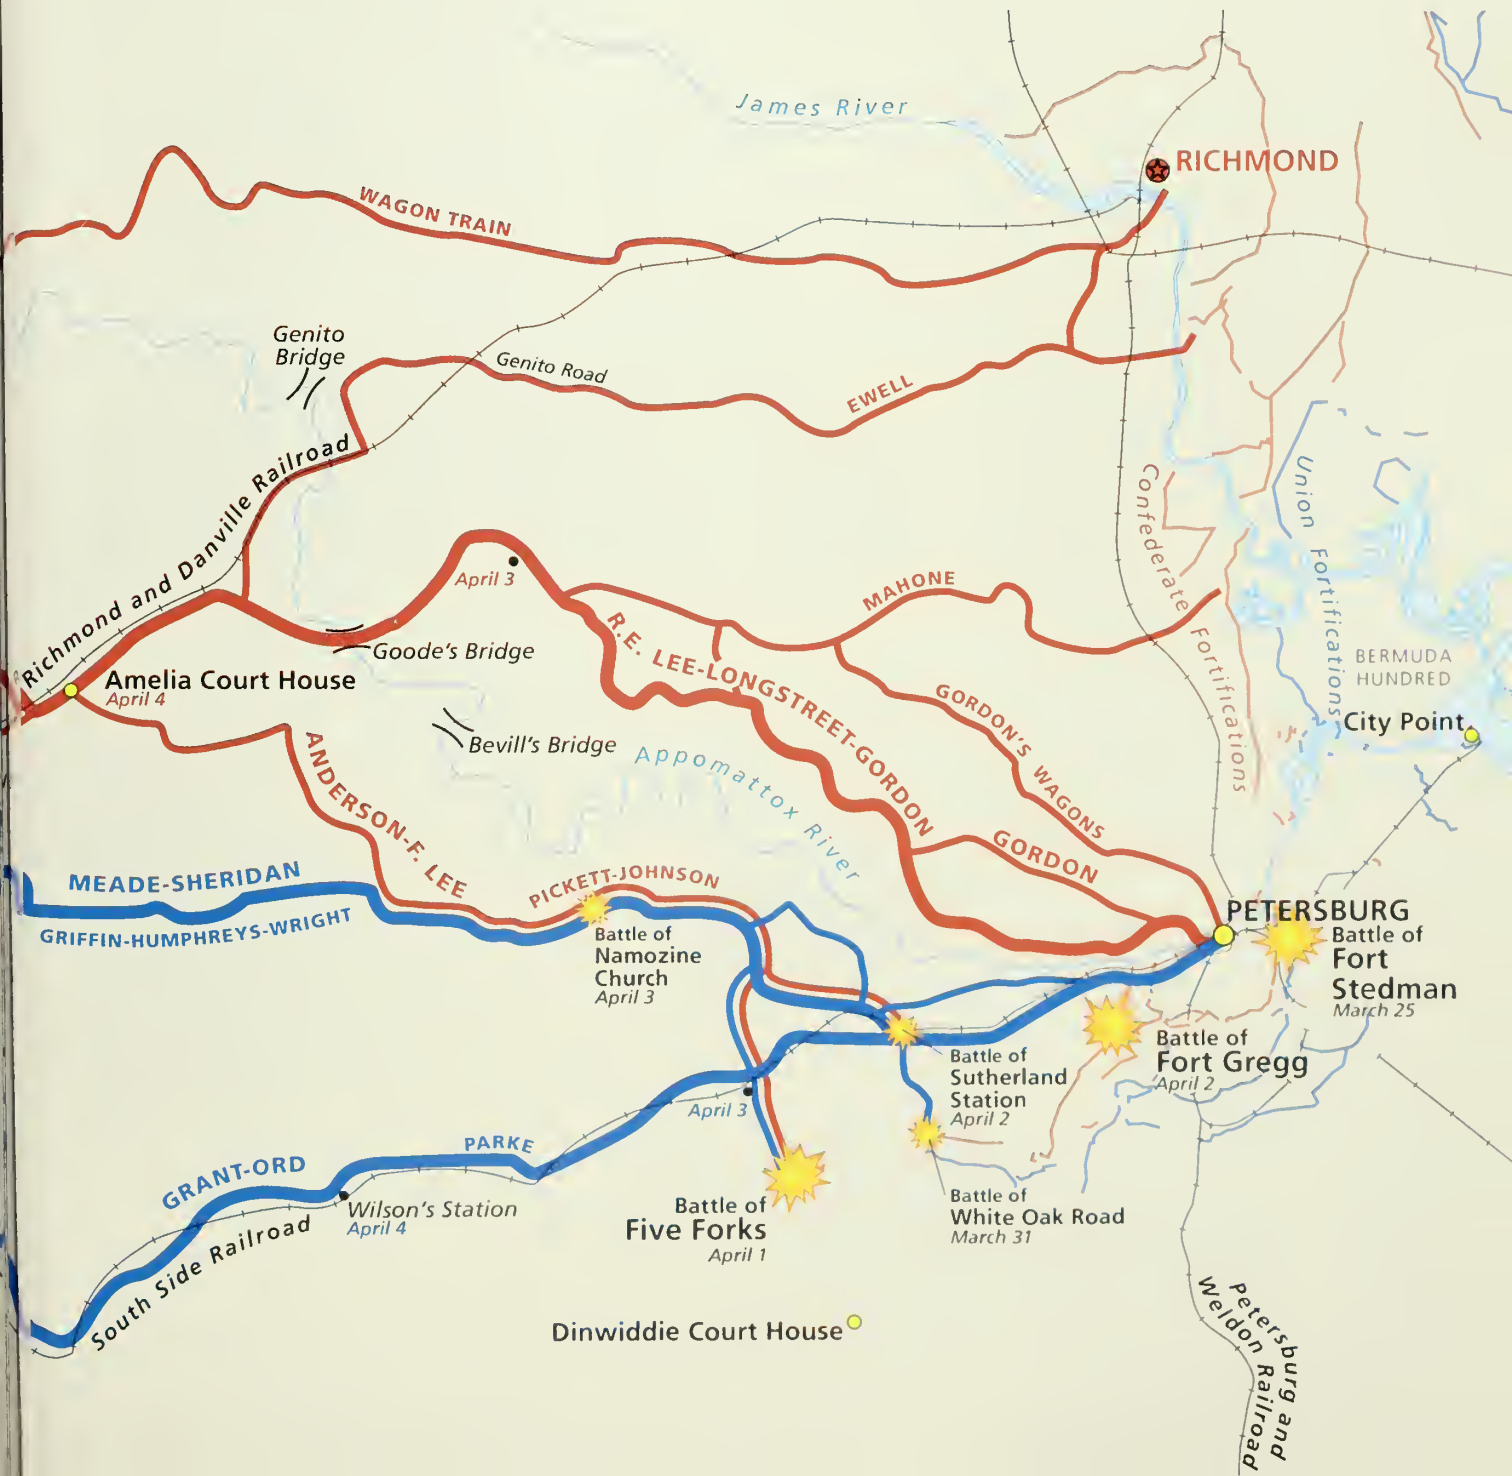 James River
RICHMOND
WAGON TRAIN
Genito
Bridge
Genito Road
EWELL
Richmond and Danville Railroad
Confederate Fortifications
Union Fortifications
April 3
MAHONE
Goode's Bridge
R.E. LEE-LONGSTREET-GORDON
BERMUDA
HUNDRED
Amelia Court House
April 4
GORDON'S WAGONS
City Point
Bevill's Bridge
Appomattox River
ANDERSON-F. LEE
GORDON
MEADE-SHERIDAN
GRIFFIN-HUMPHREYS-WRIGHT
PICKETT-JOHNSON
PETERSBURG
Battle of
Namozine
Church
April 3
Battle of
Fort
Stedman
March 25
Battle of
Fort Gregg
April 2
Battle of
Sutherland
Station
April 2
April 3
PARKE
GRANT-ORD
Wilson's Station
April 4
South Side Railroad
Battle of
Five Forks
April 1
Battle of
White Oak Road
March 31
Dinwiddie Court House
Petersburg and
Weldon Railroad